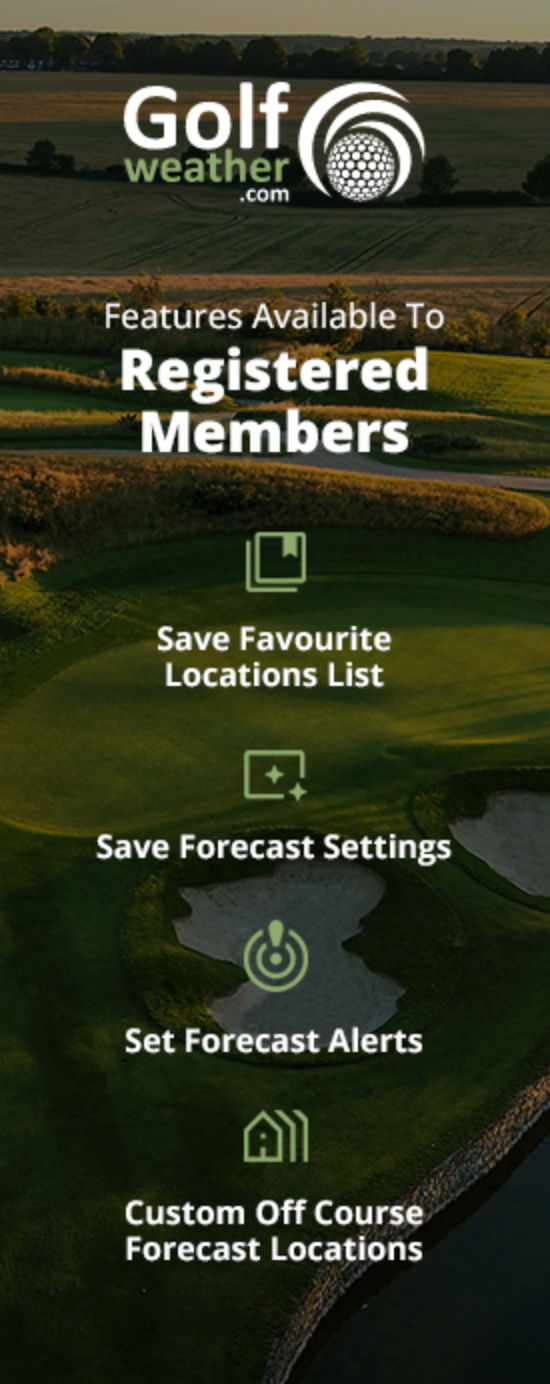 Golf
weather
.com
Features Available To
Registered
Members
Save Favourite
Locations List
Save Forecast Settings
Set Forecast Alerts
Custom Off Course
Forecast Locations